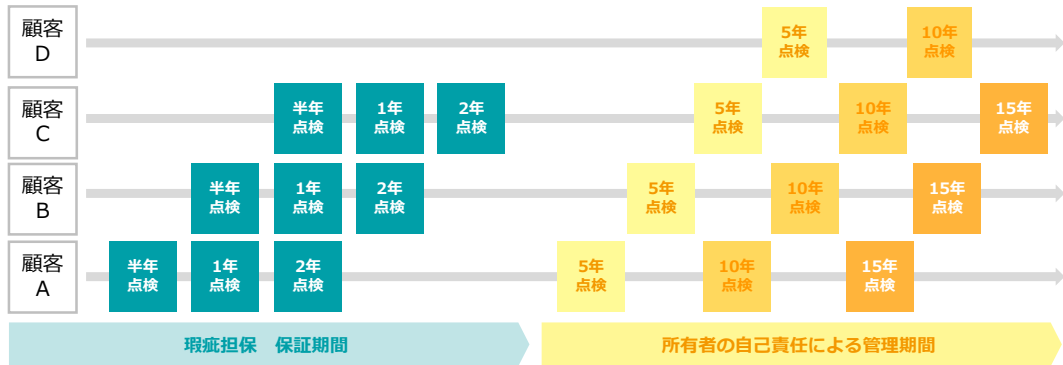 顧客
D
5年
点検
10年
点検
顧客
C
半年
点検
1年
点検
2年
点検
5年
点検
10年
点検
15年
点検
顧客
B
半年
点検
1年
点検
2年
点検
5年
点検
10年
点検
15年
点検
顧客
A
半年
点検
1年
点検
2年
点検
5年
点検
10年
点検
15年
点検
瑕疵担保　保証期間
所有者の自己責任による管理期間